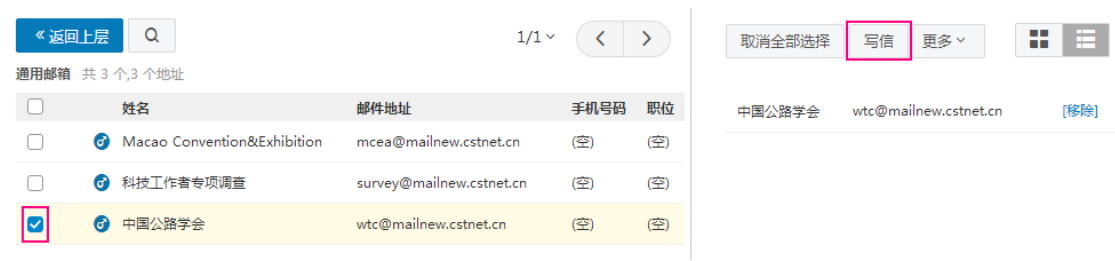 «返回上层
1/1
取消全部选择 写信 更多
通用邮箱 共 3 个,3 个地址
姓名 邮件地址 手机号码 职位
中国公路学会 wtc@mailnew.cstnet.cn [移除]
Macao Convention&Exhibition mcea@mailnew.cstnet.cn (空) (空)
科技工作者专项调查 survey@mailnew.cstnet.cn (空) (空)
中国公路学会 wtc@mailnew.cstnet.cn (空) (空)